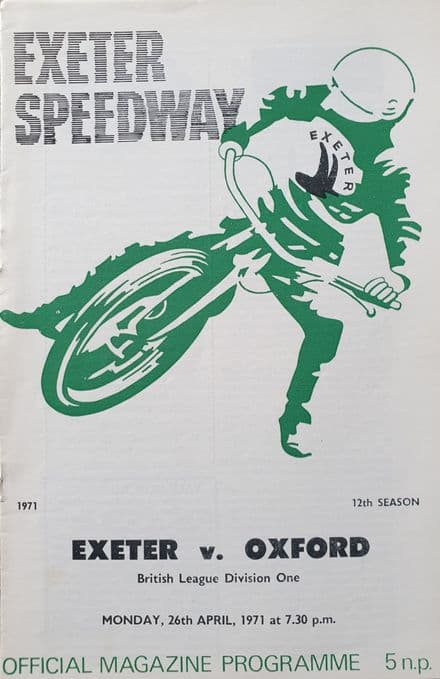 EXETER
SPEEDWAY
EXETER
1971
12th SEASON
EXETER v. OXFORD
British League Division One
MONDAY, 26th APRIL, 1971 at 7.30 p.m.
OFFICIAL MAGAZINE PROGRAMME 5 n.p.